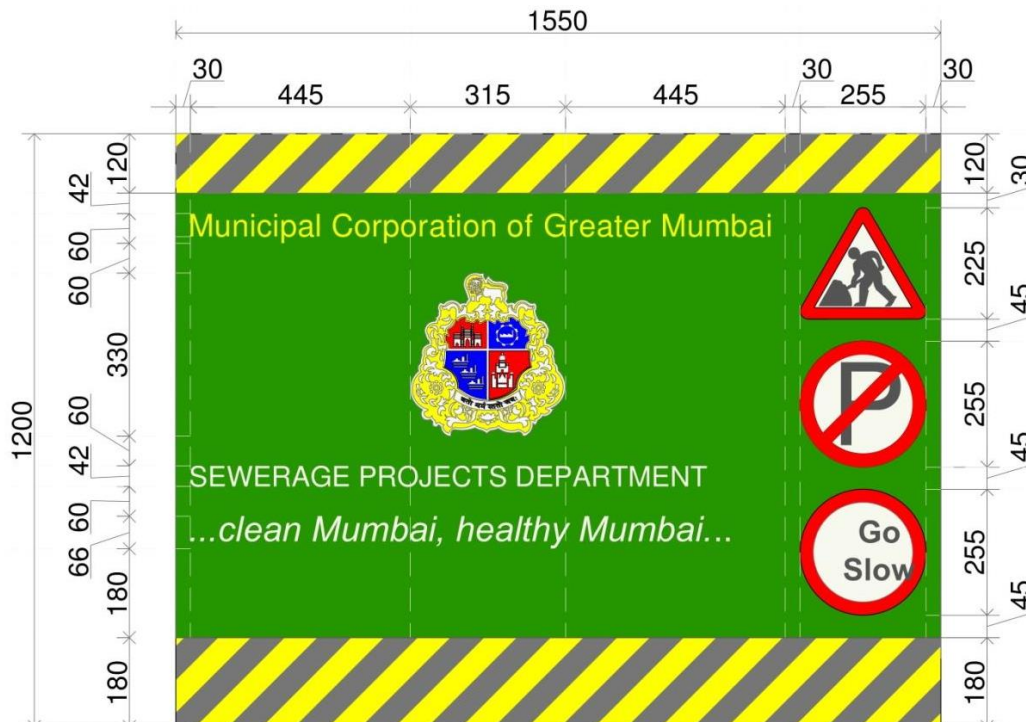 1550
30 30 30
445 315 445 255
Municipal Corporation of Greater Mumbai
SEWERAGE PROJECTS DEPARTMENT
...clean Mumbai, healthy Mumbai...
P
Go
Slow
1200
120
42
60
60
330
60
42
60
66
180
180
120
30
225
45
255
45
255
45
180